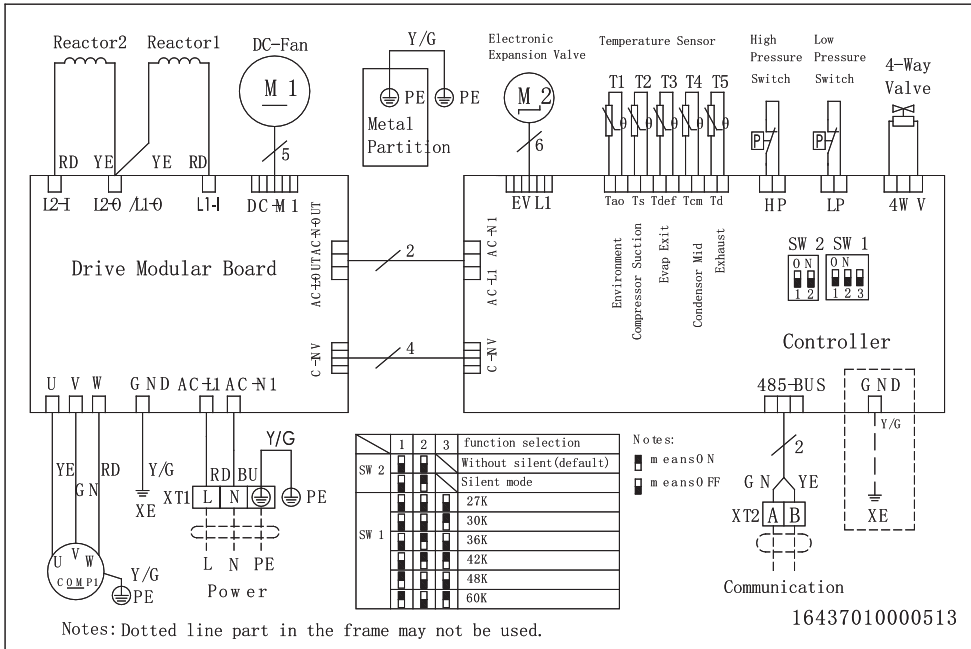 Reactor2 Reactor1 DC-Fan Y/G Electronic Expansion Valve Temperature Sensor High Pressure Switch Low Pressure Switch 4-Way Valve
M 1
PE PE
Metal Partition
M 2
T1 T2 T3 T4 T5
θ θ θ θ θ
P P
5 6
RD YE YE RD
L2-I L2-O /L1-O L1-I DC-M1
EVL1 Tao Ts Tdef Tcm Td HP LP 4WV
AC-LOUT AC-NOUT
2
AC-L1 AC-N1
Environment
Compressor Suction
Evap Exit
Condensor Mid
Exhaust
SW 2 SW 1
ON ON
1 2 1 2 3
Drive Modular Board
Controller
C-INV
4
C-INV
U V W GND AC-L1 AC-N1
485-BUS GND
Y/G
YE GN RD
Y/G
XE
RD BU
Y/G
XT1 L N PE
L N PE
Power
U V W
COMP1
Y/G
PE
1 2 3 function selection
SW 2 Without silent(default)
Silent mode
SW 1 27K
30K
36K
42K
48K
60K
Notes:
means ON
means OFF
2
GN YE
XT2 A B
XE
Communication
16437010000513
Notes: Dotted line part in the frame may not be used.